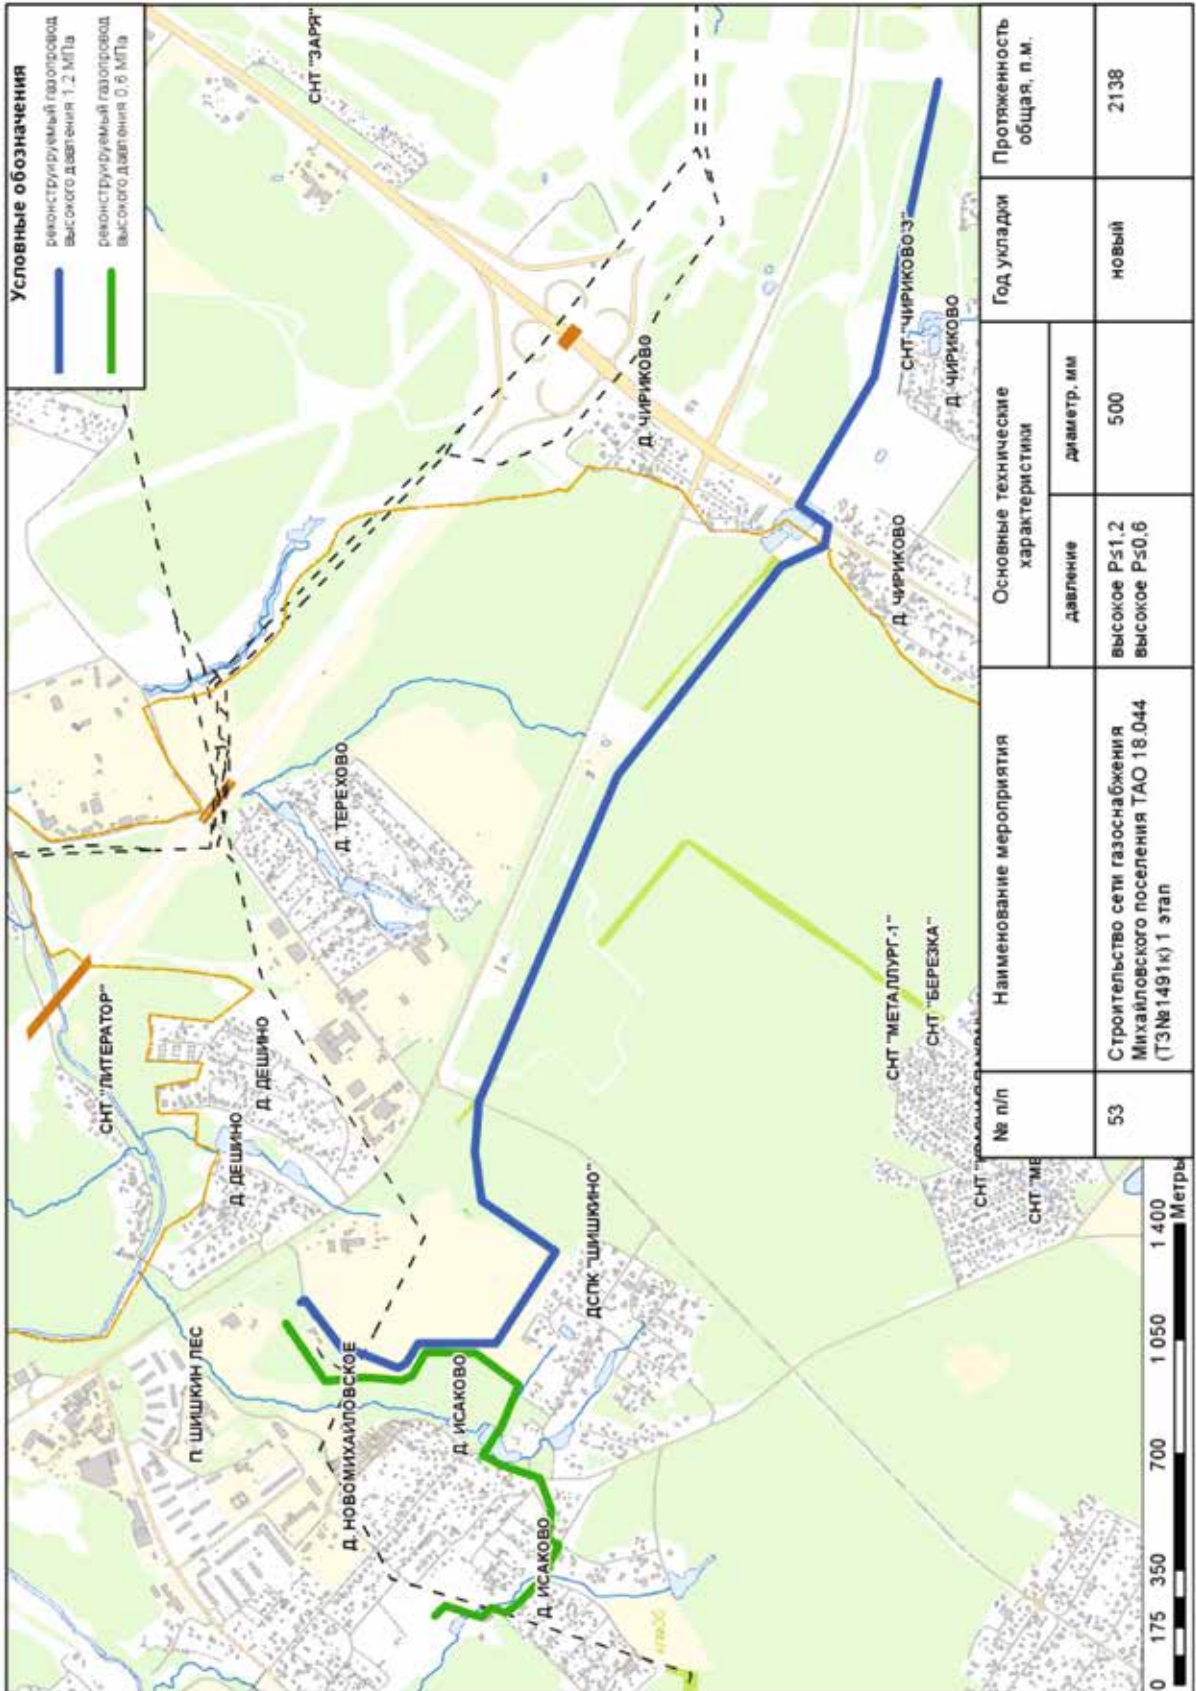 Условные обозначения
реконструируемый газопровод
высокого давления 1,2 МПа
реконструируемый газопровод
высокого давления 0,6 МПа
СНТ "ЗАРЯ"
СНТ "ЛИТЕРАТОР"
Д. ДЕШИНО
Д. ДЕШИНО
П. ШИШКИН ЛЕС
Д. ТЕРЕХОВО
Д. ЧИРИКОВО
Д. НОВОМИХАЙЛОВСКОЕ
Д. ИСАКОВО
Д. ИСАКОВО
ДСПК "ШИШКИНО"
СНТ "ЧИРИКОВО-3"
Д. ЧИРИКОВО
Д. ЧИРИКОВО
СНТ "МЕТАЛЛУРГ-1"
СНТ "БЕРЕЗКА"
СНТ "КРАСНАЯ ПАХРА"
СНТ "МЕ
0 175 350 700 1 050 1 400
Метры
№ п/п
Наименование мероприятия
Основные технические
характеристики
давление
диаметр, мм
Год укладки
Протяженность
общая, п.м.
53
Строительство сети газоснабжения
Михайловского поселения ТАО 18.044
(ТЗ№1491к) 1 этап
высокое Р≤1,2
высокое Р≤0,6
500
новый
2138